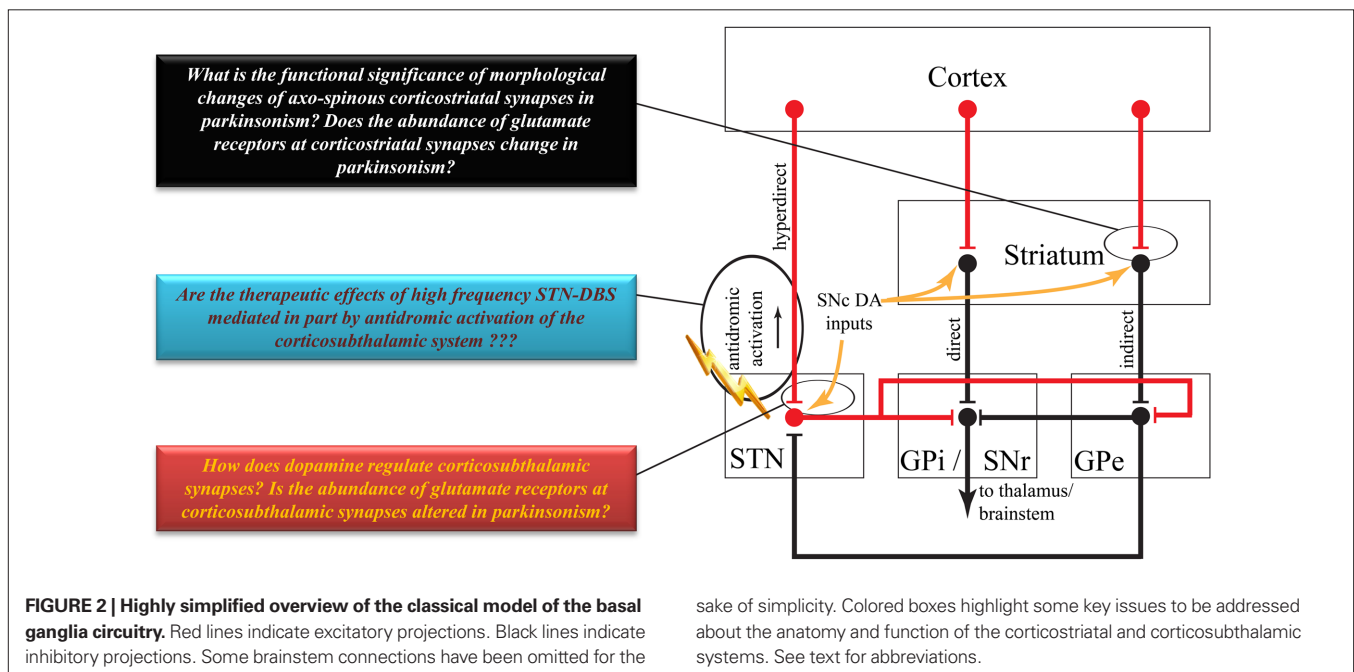 What is the functional significance of morphological
changes of axo-spinous corticostriatal synapses in
parkinsonism? Does the abundance of glutamate
receptors at corticostriatal synapses change in
parkinsonism?
Are the therapeutic effects of high frequency STN-DBS
mediated in part by antidromic activation of the
corticosubthalamic system ???
How does dopamine regulate corticosubthalamic
synapses? Is the abundance of glutamate receptors at
corticosubthalamic synapses altered in parkinsonism?
Cortex
hyperdirect
Striatum
antidromic
activation
SNc DA
inputs
direct
indirect
STN
GPi / SNr
GPe
to thalamus/
brainstem
FIGURE 2 | Highly simplified overview of the classical model of the basal
ganglia circuitry. Red lines indicate excitatory projections. Black lines indicate
inhibitory projections. Some brainstem connections have been omitted for the
sake of simplicity. Colored boxes highlight some key issues to be addressed
about the anatomy and function of the corticostriatal and corticosubthalamic
systems. See text for abbreviations.